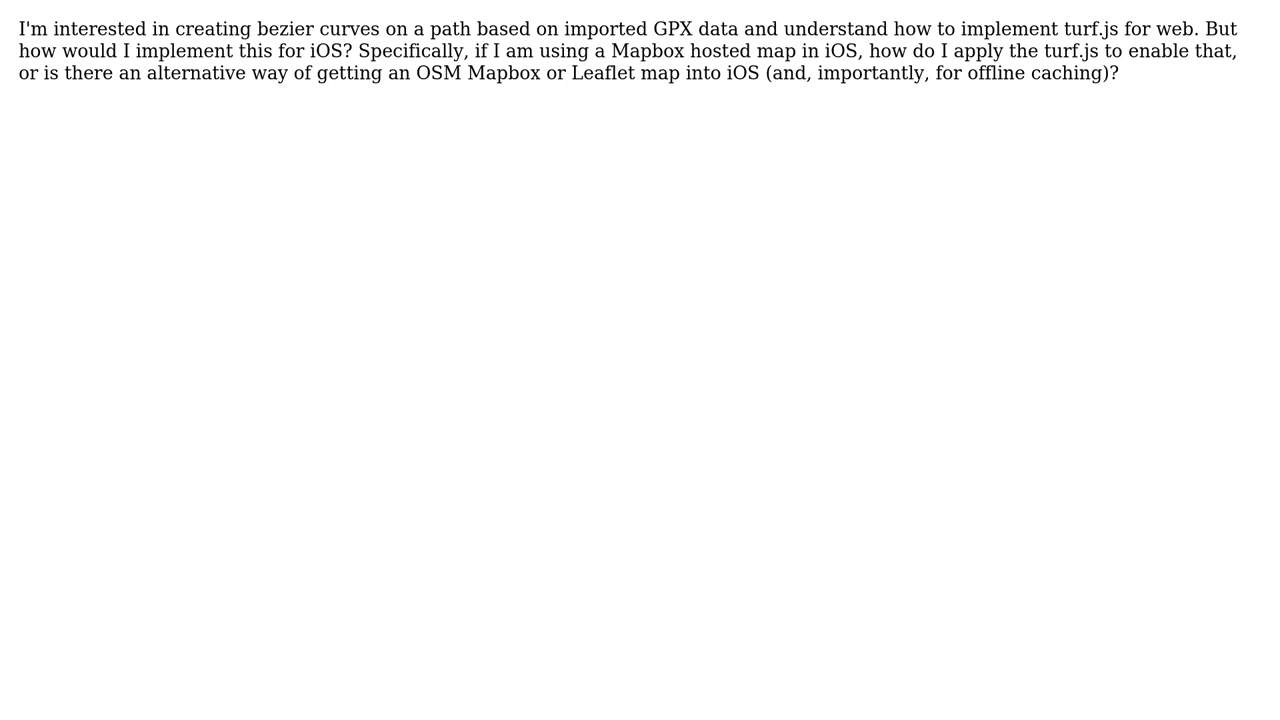 I'm interested in creating bezier curves on a path based on imported GPX data and understand how to implement turf.js for web. But
how would I implement this for iOS? Specifically, if I am using a Mapbox hosted map in iOS, how do I apply the turf.js to enable that,
or is there an alternative way of getting an OSM Mapbox or Leaflet map into iOS (and, importantly, for offline caching)?